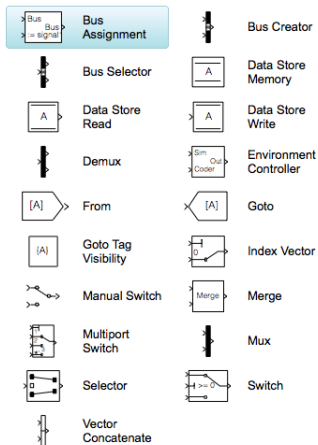 Bus
Bus
:= signal
Bus
Assignment
Bus Creator
Bus Selector
A
Data Store
Memory
A
Data Store
Read
A
Data Store
Write
Demux
Sim
Out
Coder
Environment
Controller
[A]
From
[A]
Goto
{A}
Goto Tag
Visibility
0
Index Vector
Manual Switch
Merge
Merge
1
2
Multiport
Switch
Mux
Selector
>= 0
Switch
Vector
Concatenate